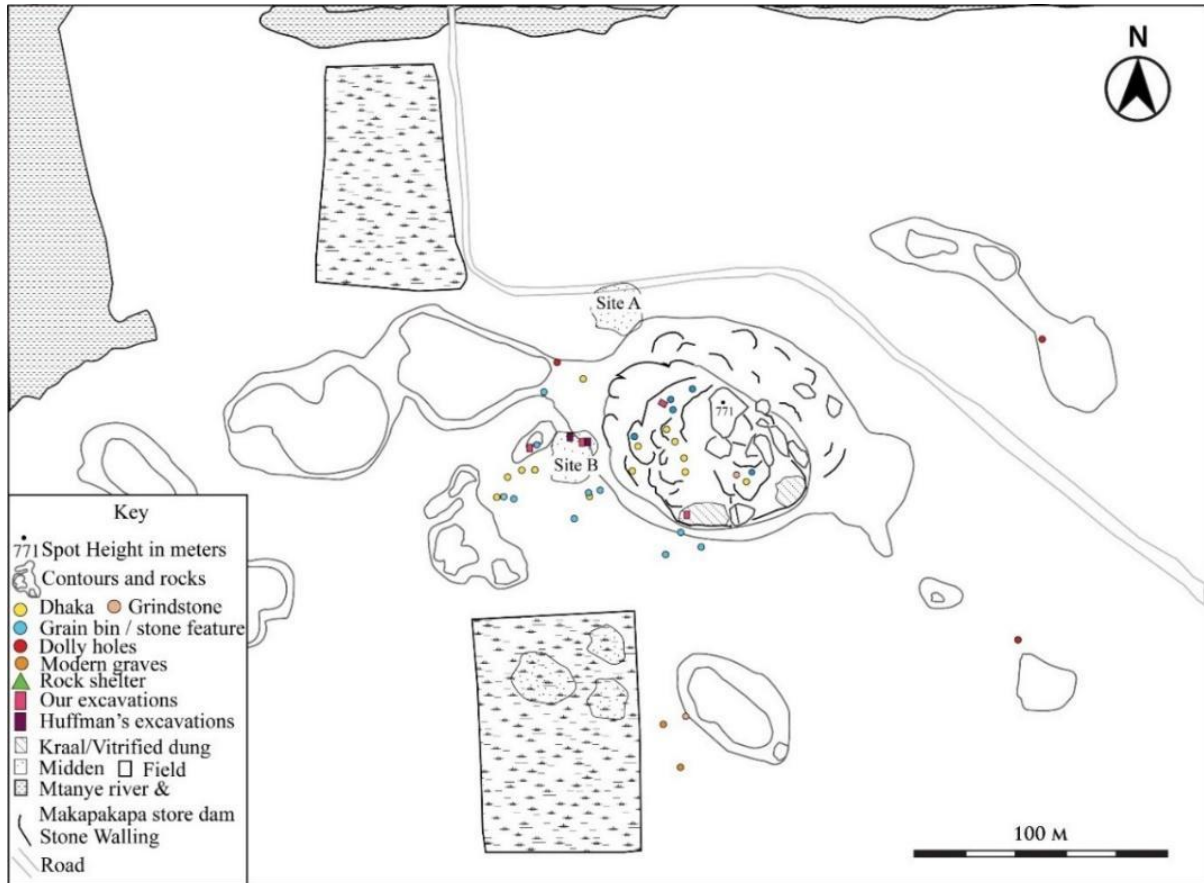 N
Site A
771
Site B
Key
771 Spot Height in meters
Contours and rocks
Dhaka Grindstone
Grain bin / stone feature
Dolly holes
Modern graves
Rock shelter
Our excavations
Huffman's excavations
Kraal/Vitrified dung
Midden Field
Mtanye river &
Makapakapa store dam
Stone Walling
Road
100 M